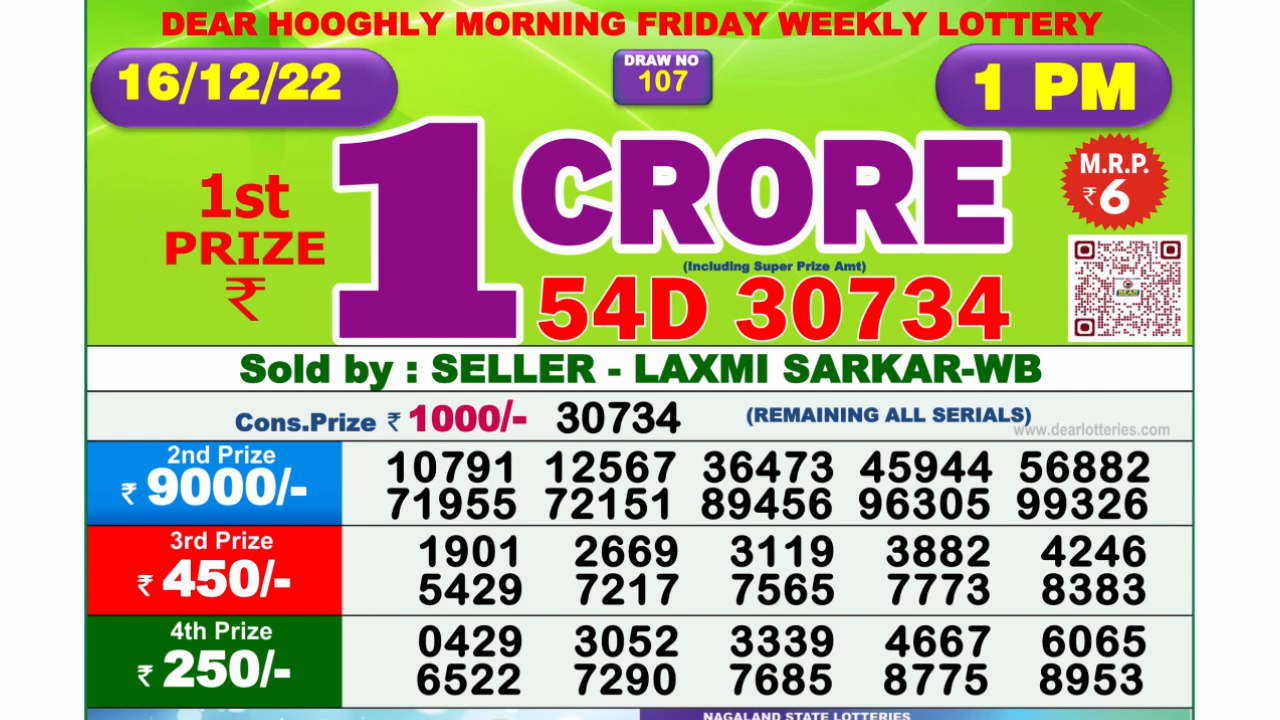 DEAR HOOGHLY MORNING FRIDAY WEEKLY LOTTERY
16/12/22
DRAW NO
107
1 PM
1st
PRIZE
₹
1 CRORE
(Including Super Prize Amt)
54D 30734
M.R.P.
₹6
DEAR
Sold by : SELLER - LAXMI SARKAR-WB
Cons.Prize ₹ 1000/- 30734 (REMAINING ALL SERIALS)
www.dearlotteries.com
2nd Prize
₹ 9000/-
10791 12567 36473 45944 56882
71955 72151 89456 96305 99326
3rd Prize
₹ 450/-
1901 2669 3119 3882 4246
5429 7217 7565 7773 8383
4th Prize
₹ 250/-
0429 3052 3339 4667 6065
6522 7290 7685 8775 8953
NAGALAND STATE LOTTERIES